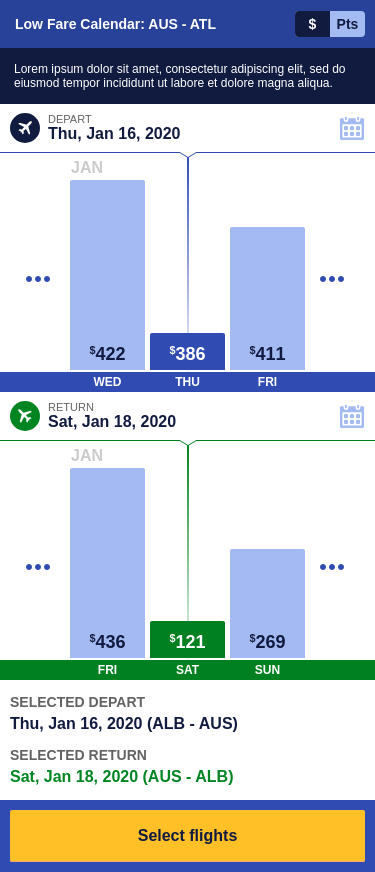 Low Fare Calendar: AUS - ATL
$ Pts
Lorem ipsum dolor sit amet, consectetur adipiscing elit, sed do
eiusmod tempor incididunt ut labore et dolore magna aliqua.
DEPART
Thu, Jan 16, 2020
JAN
$422 $386 $411
WED THU FRI
RETURN
Sat, Jan 18, 2020
JAN
$436 $121 $269
FRI SAT SUN
SELECTED DEPART
Thu, Jan 16, 2020 (ALB - AUS)
SELECTED RETURN
Sat, Jan 18, 2020 (AUS - ALB)
Select flights